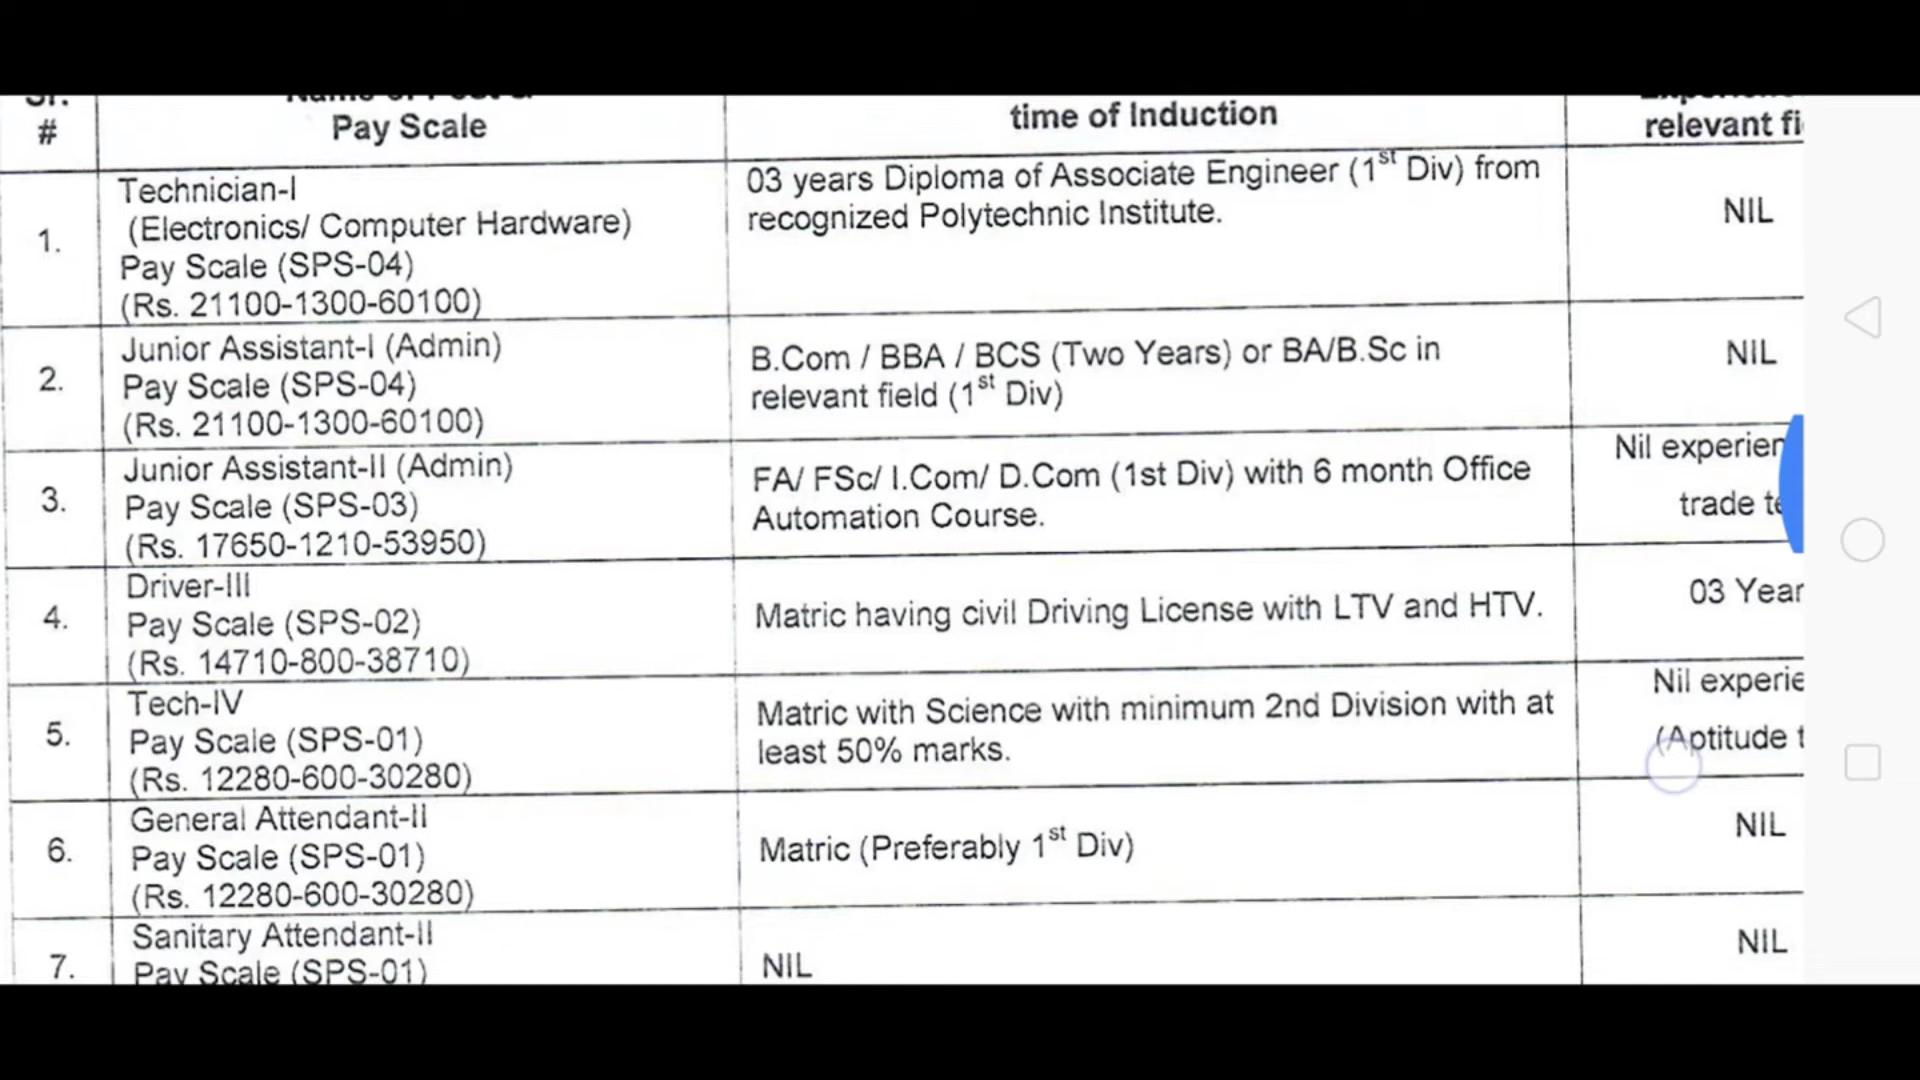 Sr.
#
Name of Post &
Pay Scale
time of Induction
relevant
1.
Technician-I
(Electronics/ Computer Hardware)
Pay Scale (SPS-04)
(Rs. 21100-1300-60100)
03 years Diploma of Associate Engineer (1st Div) from
recognized Polytechnic Institute.
NIL
2.
Junior Assistant-I (Admin)
Pay Scale (SPS-04)
(Rs. 21100-1300-60100)
B.Com / BBA / BCS (Two Years) or BA/B.Sc in
relevant field (1st Div)
NIL
3.
Junior Assistant-II (Admin)
Pay Scale (SPS-03)
(Rs. 17650-1210-53950)
FA/ FSc/ I.Com/ D.Com (1st Div) with 6 month Office
Automation Course.
Nil experien
trade te
4.
Driver-III
Pay Scale (SPS-02)
(Rs. 14710-800-38710)
Matric having civil Driving License with LTV and HTV.
03 Year
5.
Tech-IV
Pay Scale (SPS-01)
(Rs. 12280-600-30280)
Matric with Science with minimum 2nd Division with at
least 50% marks.
Nil experie
(Aptitude t
6.
General Attendant-II
Pay Scale (SPS-01)
(Rs. 12280-600-30280)
Matric (Preferably 1st Div)
NIL
7.
Sanitary Attendant-II
Pay Scale (SPS-01)
NIL
NIL